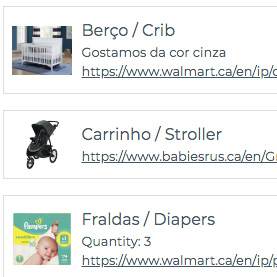 Berço / Crib
Gostamos da cor cinza
https://www.walmart.ca/en/ip/
Carrinho / Stroller
https://www.babiesrus.ca/en/Gr
Pampers
Fraldas / Diapers
Quantity: 3
https://www.walmart.ca/en/ip/p